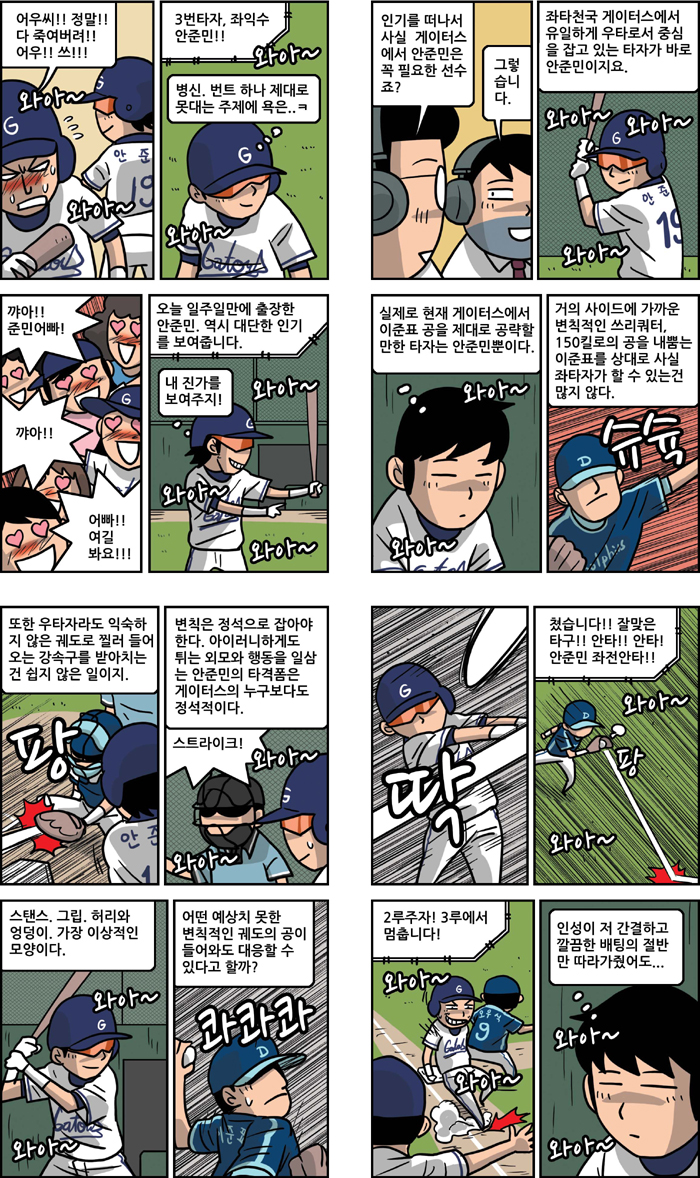 어우씨!! 정말!!
다 죽여버려!!
어우!! 쓰!!!
와아~
G
G
안준
19
와아~
3번타자, 좌익수
안준민!!
와아~
병신. 번트 하나 제대로
못대는 주제에 욕은..ㅋ
G
와아~
Gators
인기를 떠나서
사실 게이터스
에서 안준민은
꼭 필요한 선수
죠?
그렇
습니
다.
좌타천국 게이터스에서
유일하게 우타로서 중심
을 잡고 있는 타자가 바로
안준민이지요.
와아~
와아~
안준
19
와아~
꺄아!!
준민어빠!
G
꺄아!!
어빠!!
여길
봐요!!!
오늘 일주일만에 출장한
안준민. 역시 대단한 인기
를 보여줍니다.
내 진가를
보여주지!
와아~
G
와아~
와아~
실제로 현재 게이터스에서
이준표 공을 제대로 공략할
만한 타자는 안준민뿐이다.
와아~
와아~
거의 사이드에 가까운
변칙적인 쓰리쿼터,
150킬로의 공을 내뿜는
이준표를 상대로 사실
좌타자가 할 수 있는건
많지 않다.
슈슉
D
olphins
또한 우타자라도 익숙하
지 않은 궤도로 찔러 들어
오는 강속구를 받아치는
건 쉽지 않은 일이지.
팡
안준
1
변칙은 정석으로 잡아야
한다. 아이러니하게도
튀는 외모와 행동을 일삼
는 안준민의 타격폼은
게이터스의 누구보다도
정석적이다.
스트라이크!
와아~
G
와아~
G
딱
쳤습니다!! 잘맞은
타구!! 안타!! 안타!
안준민 좌전안타!!
와아~
D
팡
와아~
스탠스. 그립. 허리와
엉덩이. 가장 이상적인
모양이다.
와아~
G
Gators
와아~
어떤 예상치 못한
변칙적인 궤도의 공이
들어와도 대응할 수
있다고 할까?
콰콰콰
D
이준표
2루주자! 3루에서
멈춥니다!
와아~
G
Gators
9
와아~
인성이 저 간결하고
깔끔한 배팅의 절반
만 따라가줬어도...
와아~
와아~